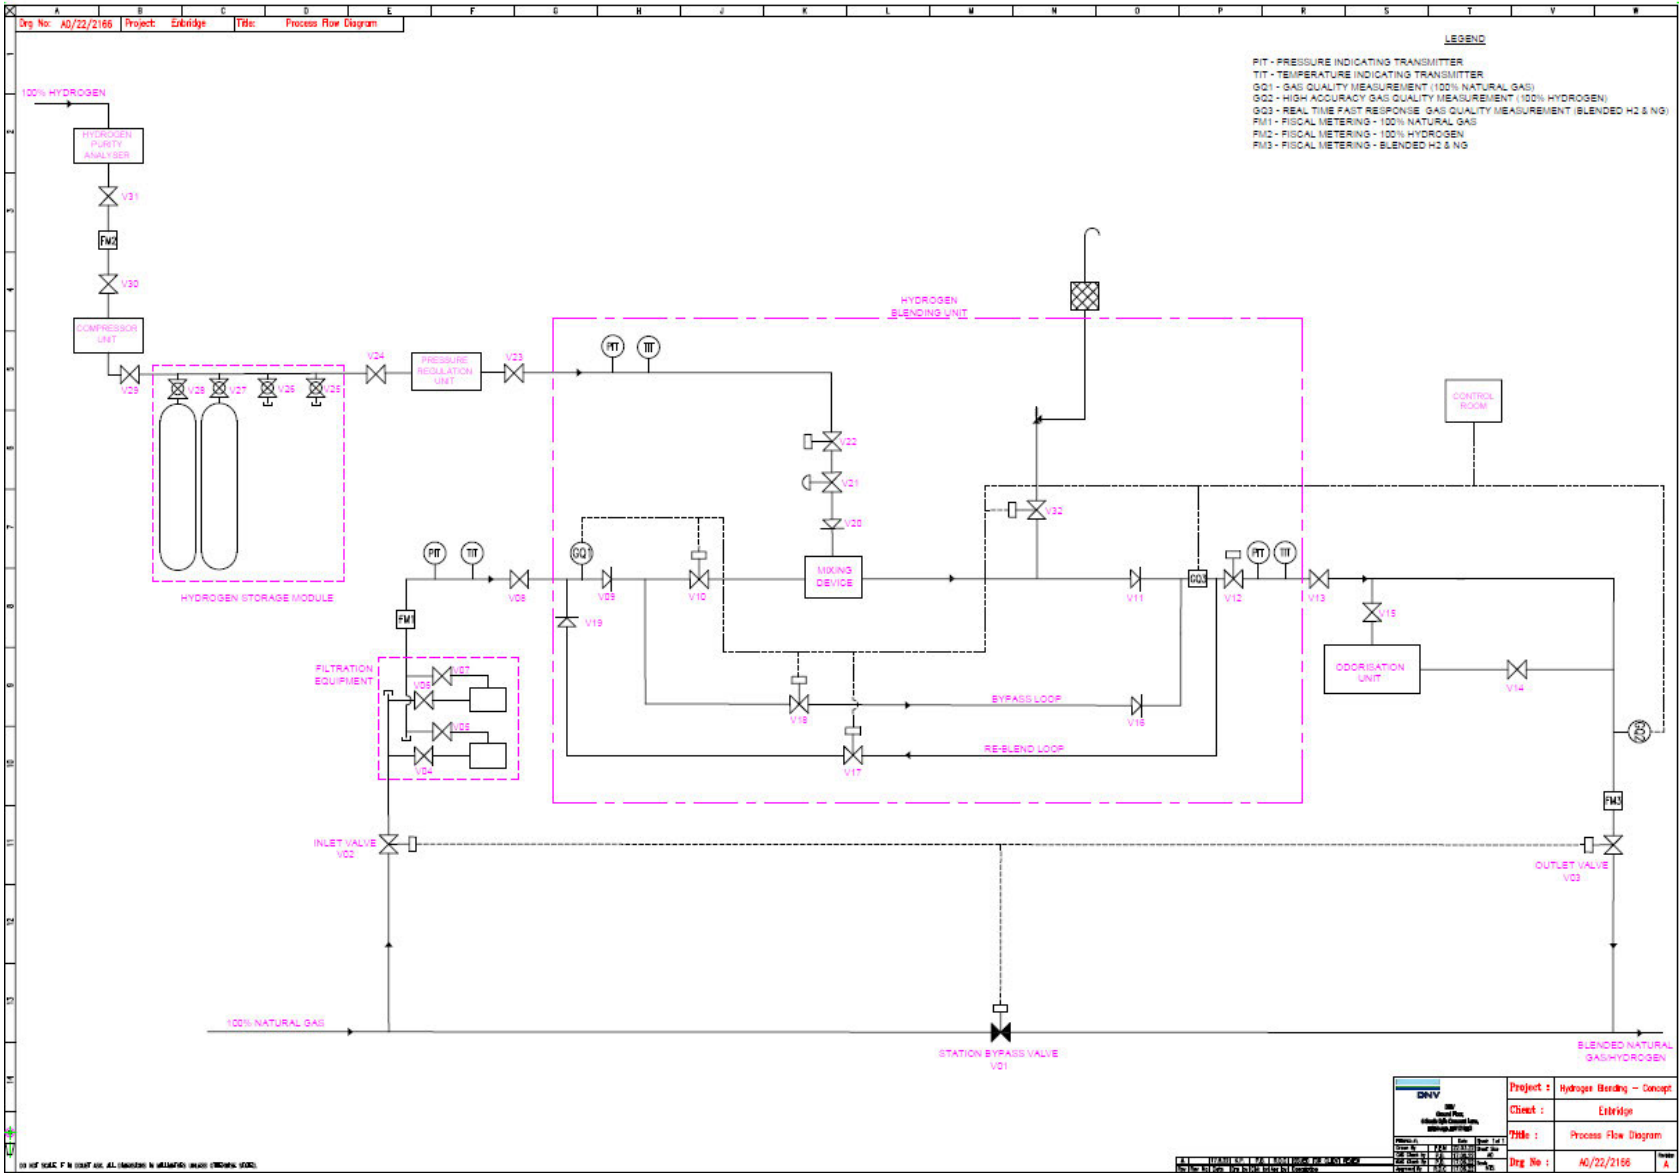 A B C D E F G H J K L M N O P Q R S T V W
Drg No: A0/22/2166 Project: Enbridge Title: Process Flow Diagram
LEGEND
PIT - PRESSURE INDICATING TRANSMITTER
TIT - TEMPERATURE INDICATING TRANSMITTER
GQ1 - GAS QUALITY MEASUREMENT (100% NATURAL GAS)
GQ2 - HIGH ACCURACY GAS QUALITY MEASUREMENT (100% HYDROGEN)
GQ3 - REAL TIME FAST RESPONSE GAS QUALITY MEASUREMENT (BLENDED H2 & NG)
FM1 - FISCAL METERING - 100% NATURAL GAS
FM2 - FISCAL METERING - 100% HYDROGEN
FM3 - FISCAL METERING - BLENDED H2 & NG
100% HYDROGEN
HYDROGEN
PURITY
ANALYSER
V31
FM2
V30
COMPRESSOR
UNIT
V29
V28
V27
V26
V25
HYDROGEN STORAGE MODULE
V24
PRESSURE
REGULATION
UNIT
V23
HYDROGEN
BLENDING UNIT
PIT
TIT
V22
V21
V20
MIXING
DEVICE
V32
CONTROL
ROOM
PIT
TIT
V08
GQ1
V09
V10
V11
GQ3
V12
PIT
TIT
V13
V15
V19
FM1
FILTRATION
EQUIPMENT
V07
V06
V05
V04
V18
BYPASS LOOP
V16
RE-BLEND LOOP
V17
ODORISATION
UNIT
V14
GQ2
FM3
INLET VALVE
V02
OUTLET VALVE
V03
100% NATURAL GAS
STATION BYPASS VALVE
V01
BLENDED NATURAL
GAS/HYDROGEN
DNV
Project : Hydrogen Blending - Concept
Client : Enbridge
Title : Process Flow Diagram
Drg No : A0/22/2166